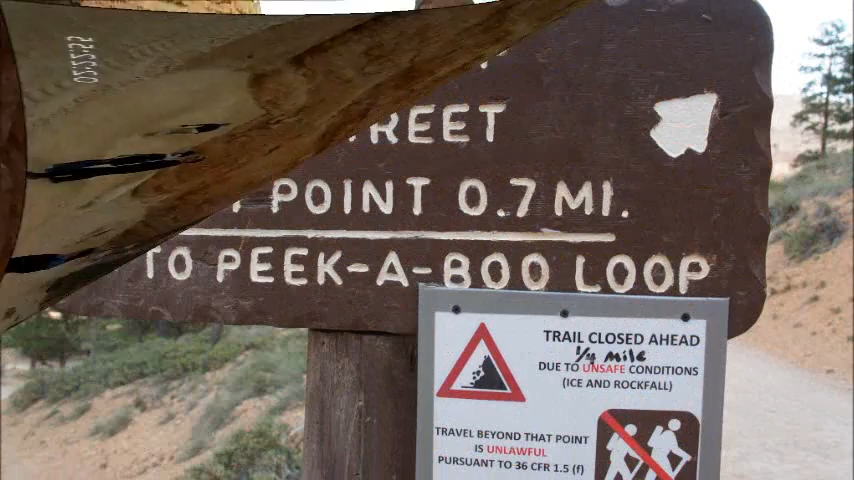 REET
POINT 0.7 MI.
TO PEEK-A-BOO LOOP
TRAIL CLOSED AHEAD
1/4 mile
DUE TO UNSAFE CONDITIONS
(ICE AND ROCKFALL)
TRAVEL BEYOND THAT POINT
IS UNLAWFUL
PURSUANT TO 36 CFR 1.5 (f)